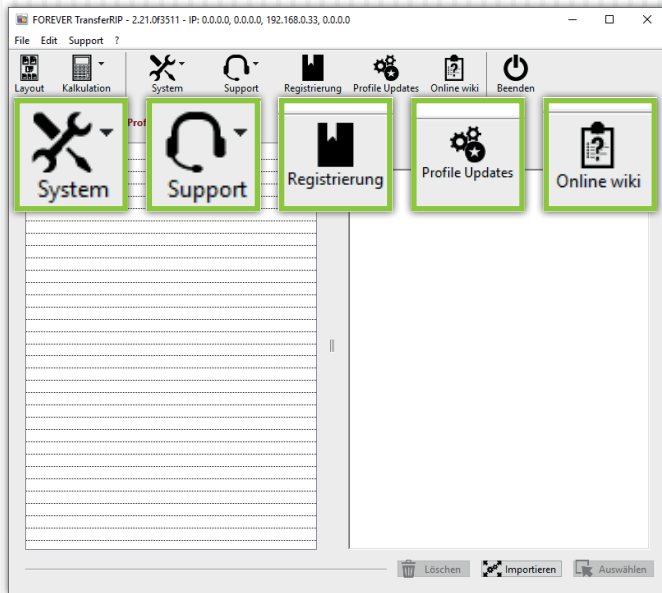 FOREVER TransferRIP - 2.21.0f3511 - IP: 0.0.0.0, 0.0.0.0, 192.168.0.33, 0.0.0.0
File Edit Support ?
Layout Kalkulation System Support Registrierung Profile Updates Online wiki Beenden
Prof
System Support Registrierung Profile Updates Online wiki
Löschen Importieren Auswählen